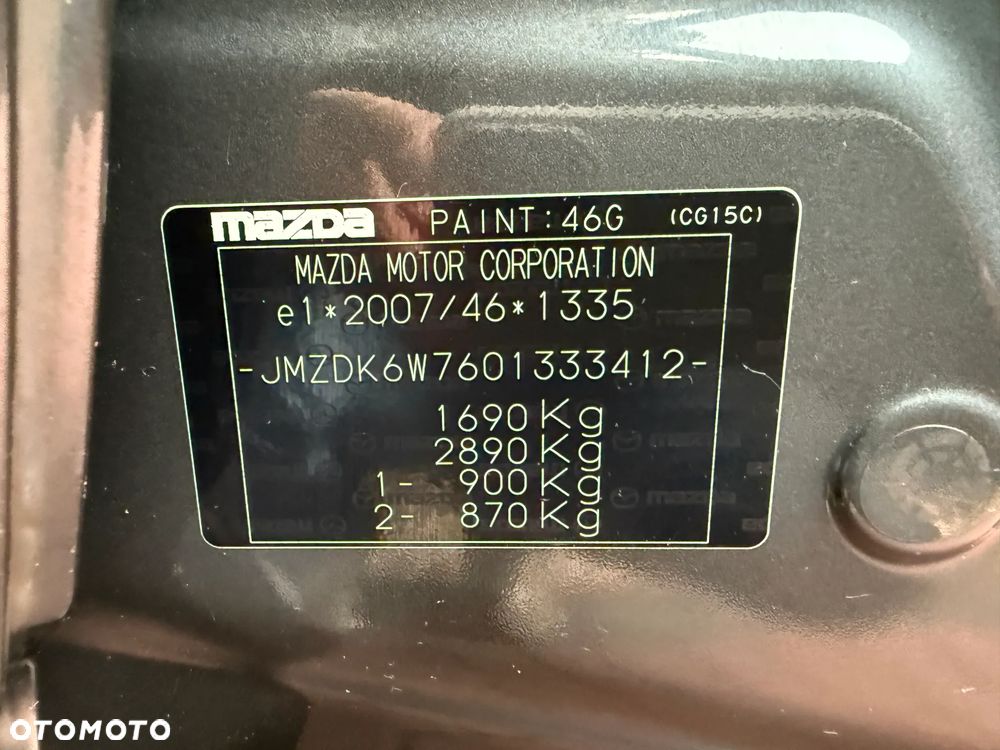 mazda PAINT:46G (CG15C)
MAZDA MOTOR CORPORATION
e1*2007/46*1335
-JMZDK6W7601333412-
1690Kg
2890Kg
1- 900Kg
2- 870Kg
OTOMOTO